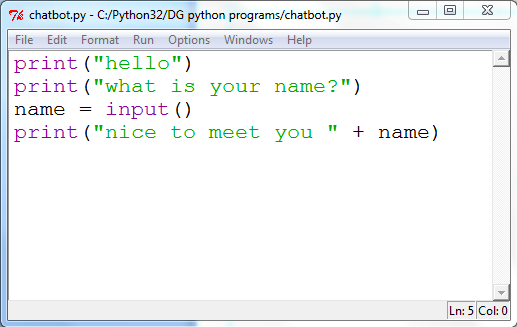 chatbot.py - C:/Python32/DG python programs/chatbot.py
File Edit Format Run Options Windows Help
print("hello")
print("what is your name?")
name = input()
print("nice to meet you " + name)
Ln: 5 Col: 0